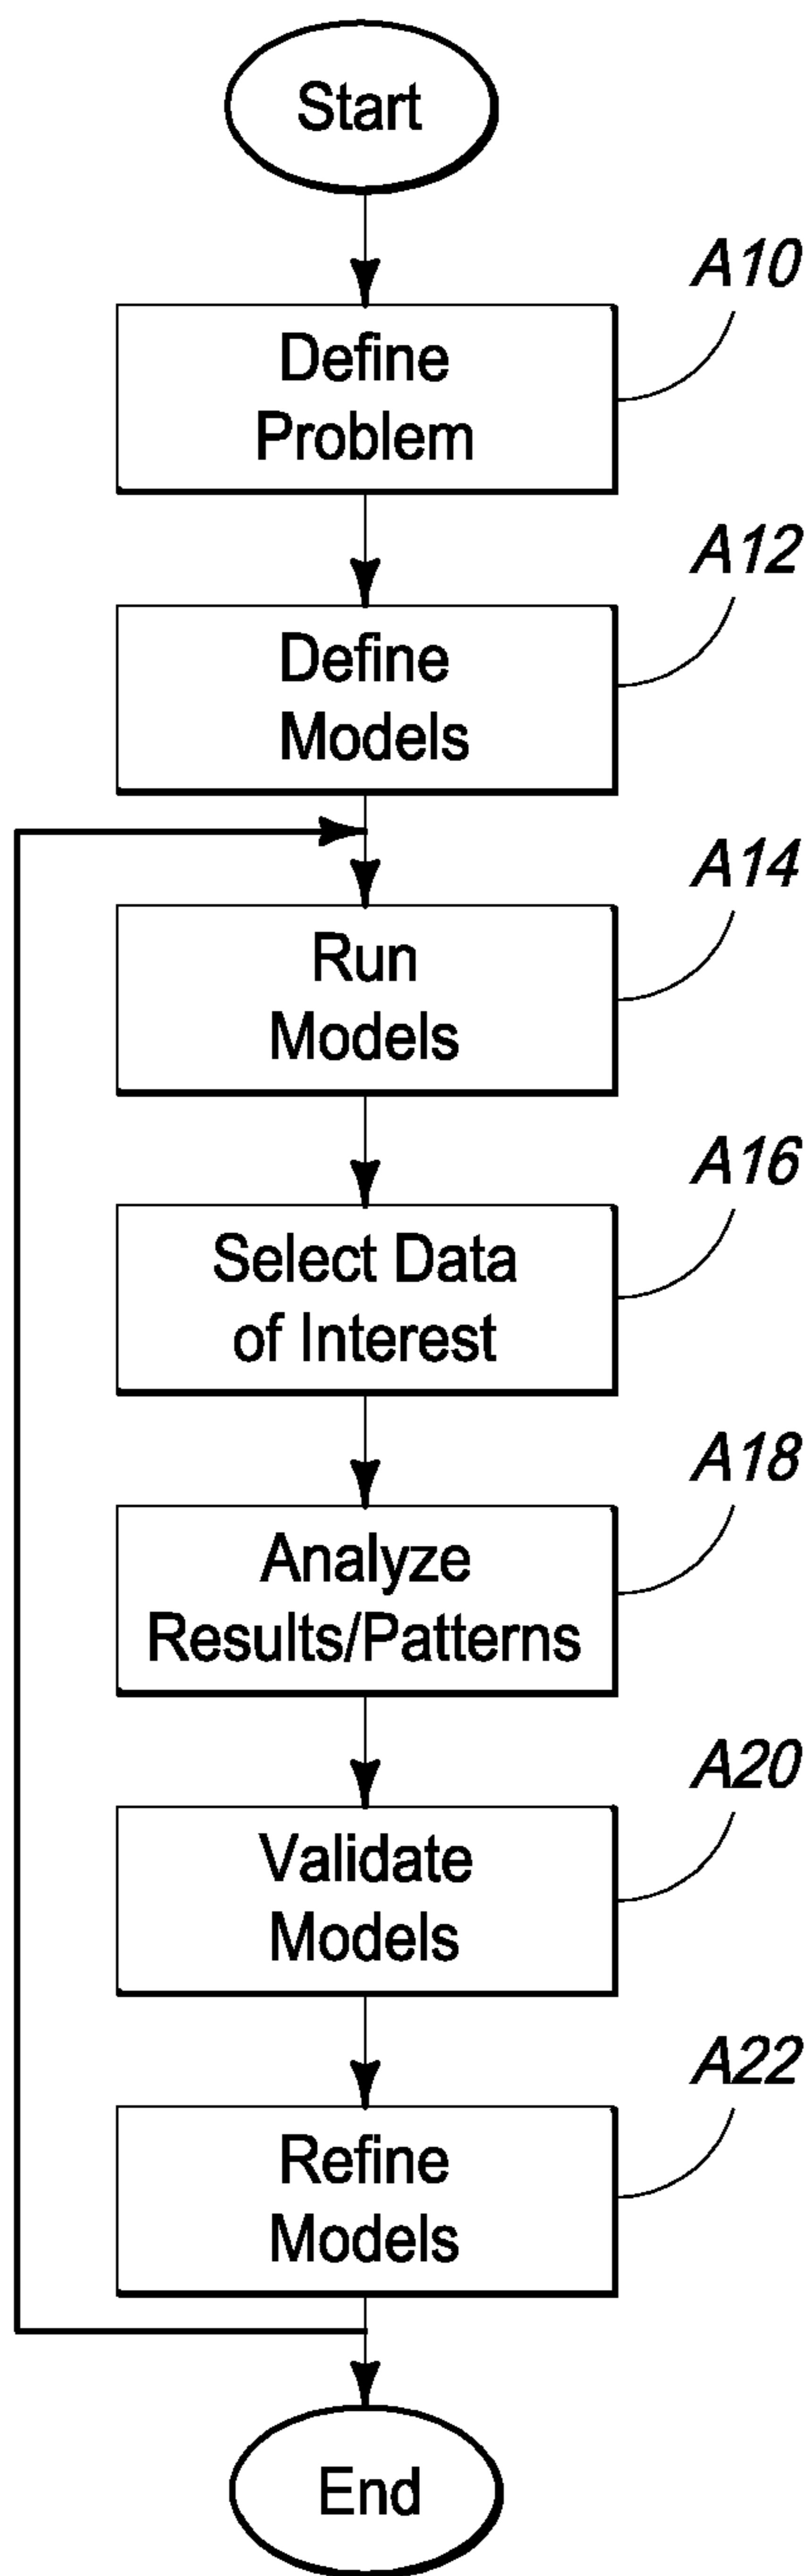 Start
A10
Define
Problem
A12
Define
Models
A14
Run
Models
A16
Select Data
of Interest
A18
Analyze
Results/Patterns
A20
Validate
Models
A22
Refine
Models
End